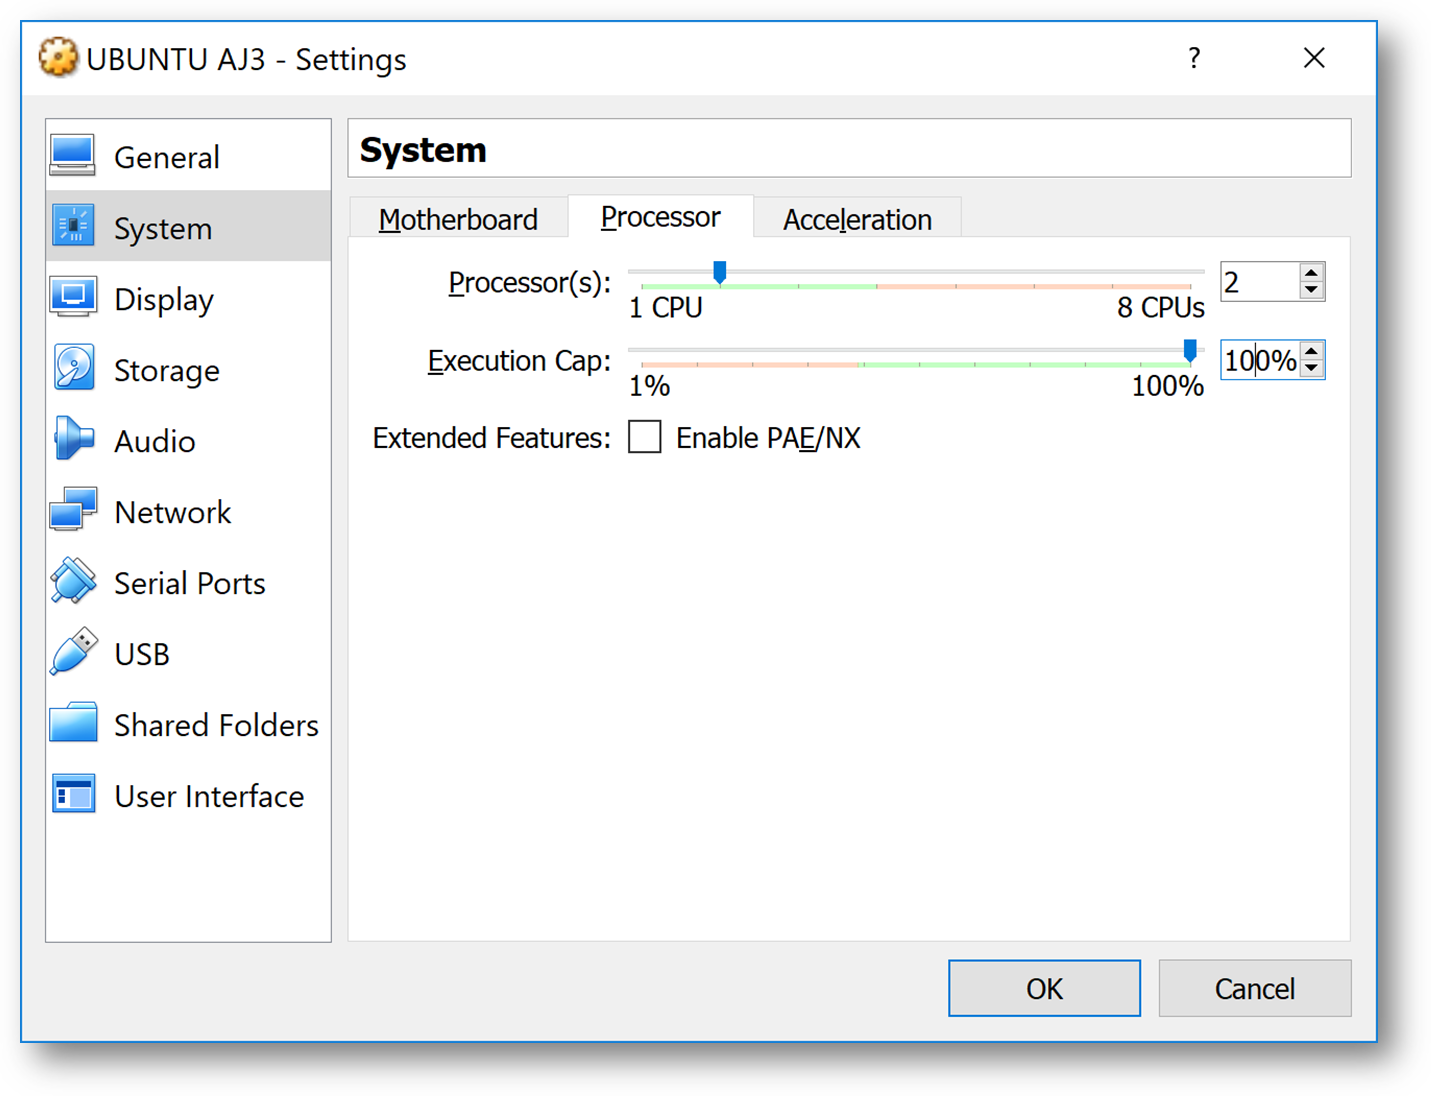 UBUNTU AJ3 - Settings
?
General
System
Display
Storage
Audio
Network
Serial Ports
USB
Shared Folders
User Interface
System
Motherboard
Processor
Acceleration
Processor(s):
2
1 CPU
8 CPUs
Execution Cap:
100%
1%
100%
Extended Features:
Enable PAE/NX
OK
Cancel